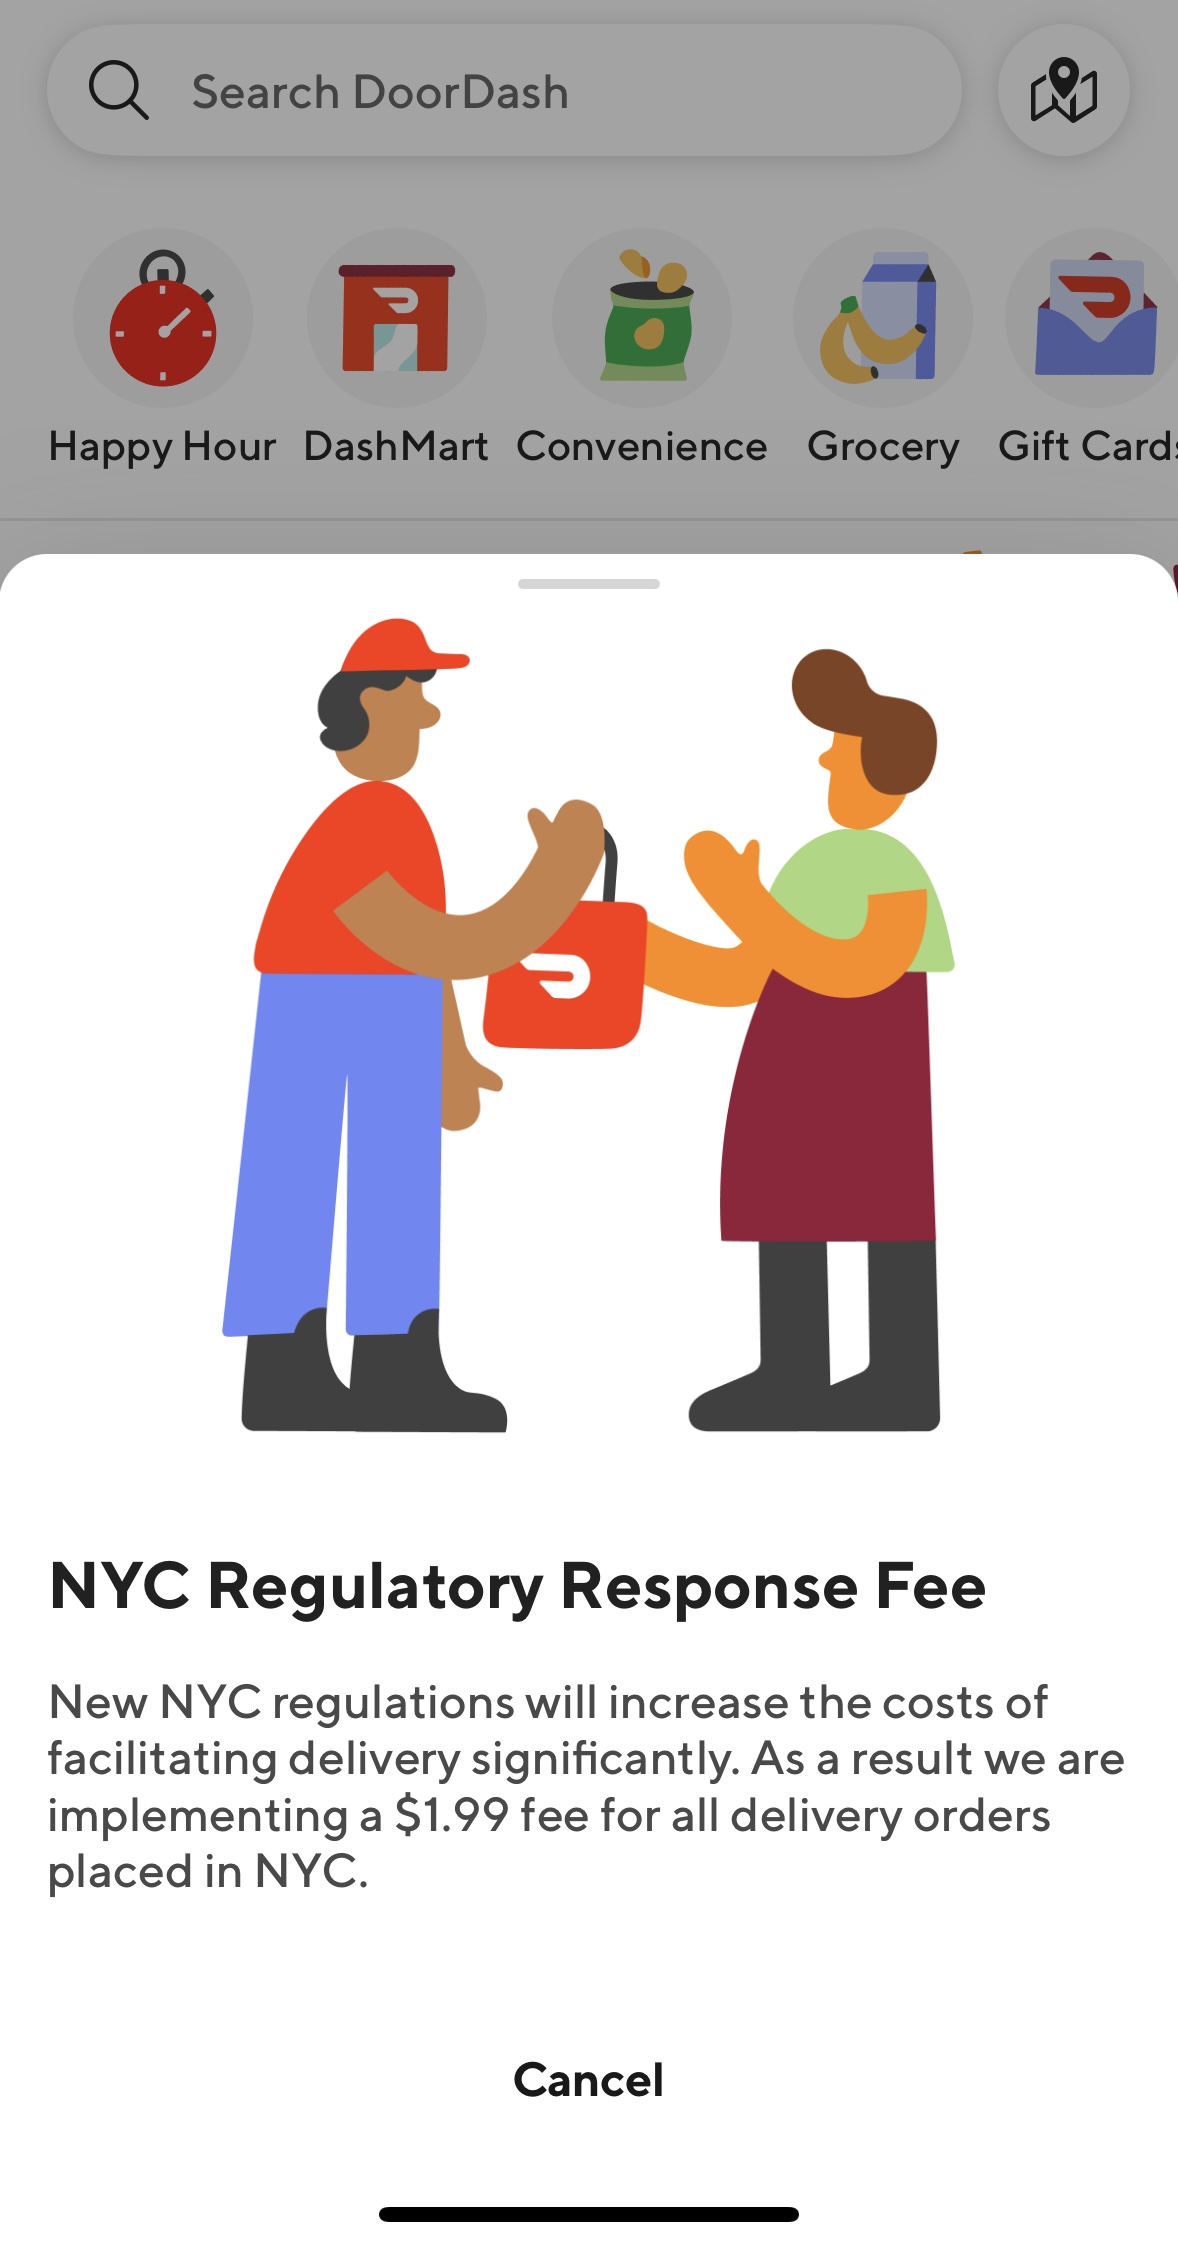 Search DoorDash
Happy Hour DashMart Convenience Grocery Gift Cards
NYC Regulatory Response Fee
New NYC regulations will increase the costs of
facilitating delivery significantly. As a result we are
implementing a $1.99 fee for all delivery orders
placed in NYC.
Cancel